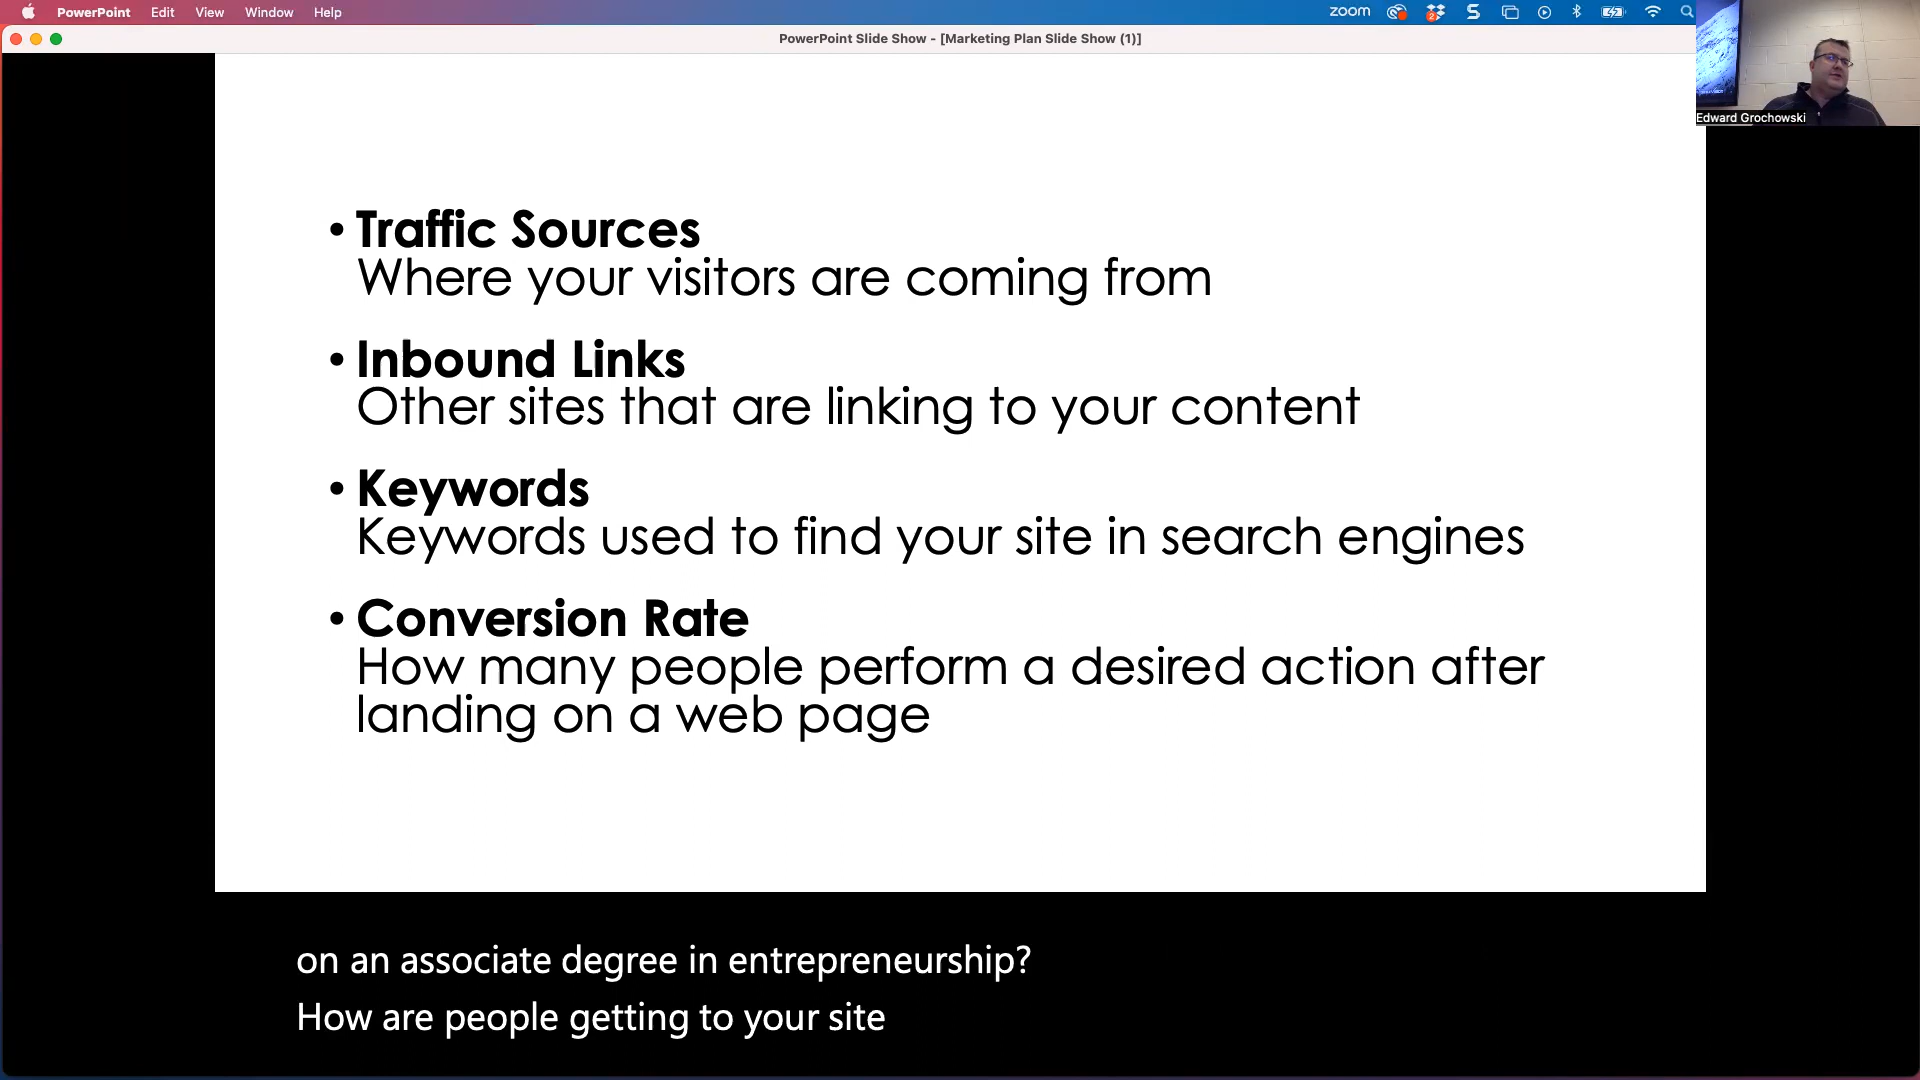 PowerPoint Edit View Window Help
zoom
2
PowerPoint Slide Show - [Marketing Plan Slide Show (1)]
Edward Grochowski
• Traffic Sources
Where your visitors are coming from
• Inbound Links
Other sites that are linking to your content
• Keywords
Keywords used to find your site in search engines
• Conversion Rate
How many people perform a desired action after
landing on a web page
on an associate degree in entrepreneurship?
How are people getting to your site